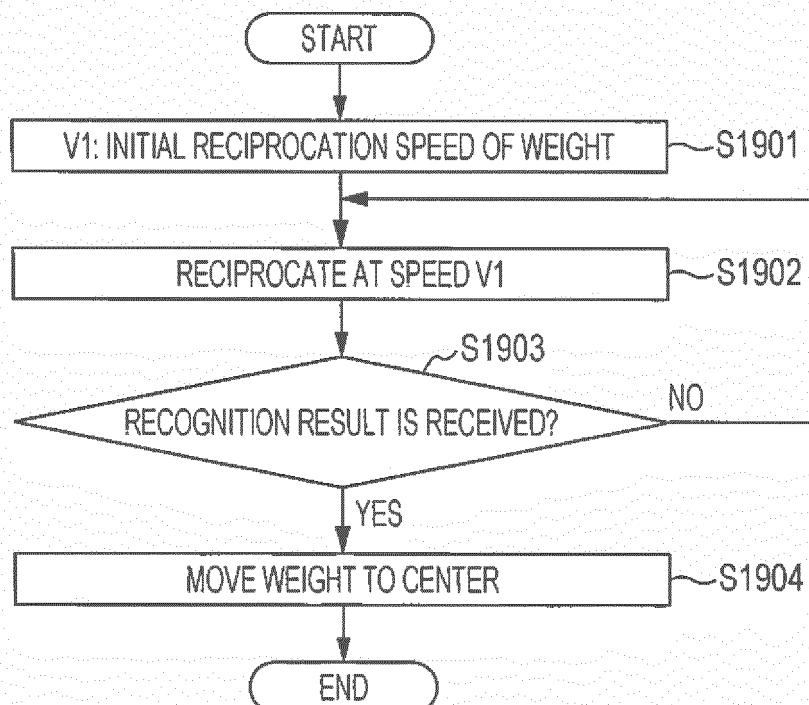 START
V1: INITIAL RECIPROCATION SPEED OF WEIGHT
S1901
RECIPROCATE AT SPEED V1
S1902
S1903
RECOGNITION RESULT IS RECEIVED?
NO
YES
MOVE WEIGHT TO CENTER
S1904
END